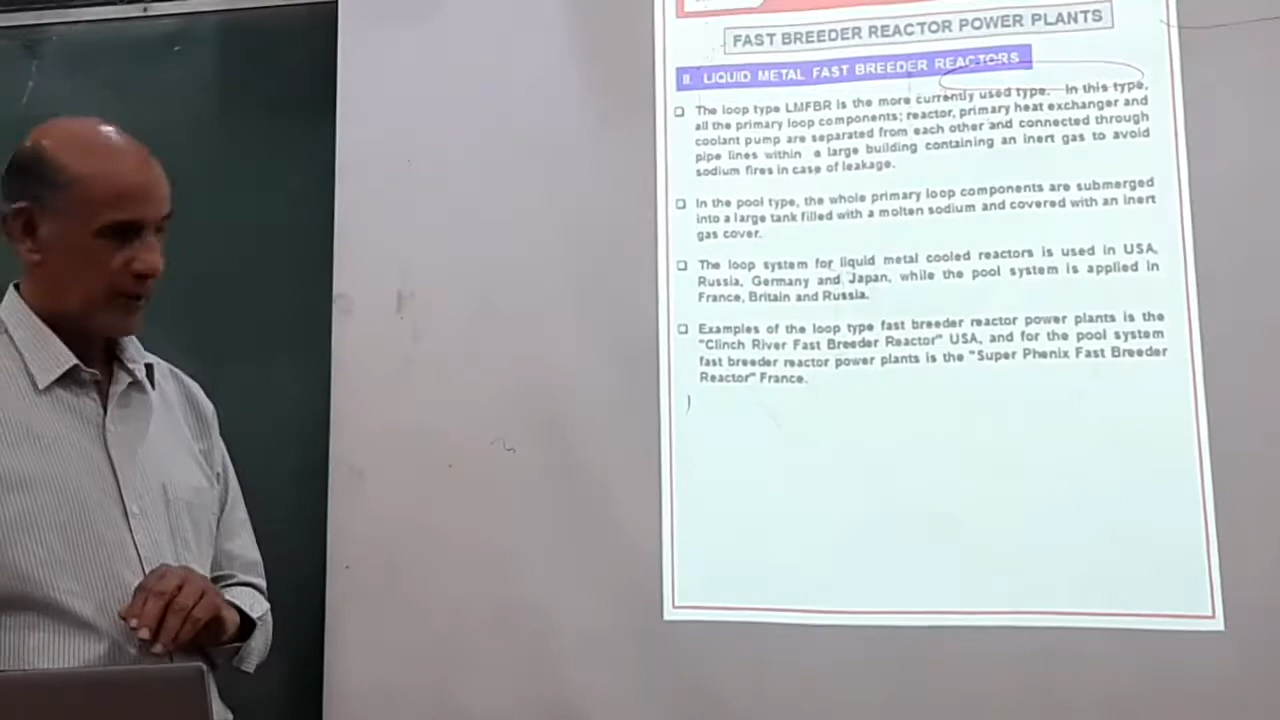 FAST BREEDER REACTOR POWER PLANTS
II. LIQUID METAL FAST BREEDER REACTORS
❑ The loop type LMFBR is the more currently used type. In this type,
all the primary loop components; reactor, primary heat exchanger and
coolant pump are separated from each other and connected through
pipe lines within a large building containing an inert gas to avoid
sodium fires in case of leakage.
❑ In the pool type, the whole primary loop components are submerged
into a large tank filled with a molten sodium and covered with an inert
gas cover.
❑ The loop system for liquid metal cooled reactors is used in USA,
Russia, Germany and Japan, while the pool system is applied in
France, Britain and Russia.
❑ Examples of the loop type fast breeder reactor power plants is the
"Clinch River Fast Breeder Reactor" USA, and for the pool system
fast breeder reactor power plants is the "Super Phenix Fast Breeder
Reactor" France.